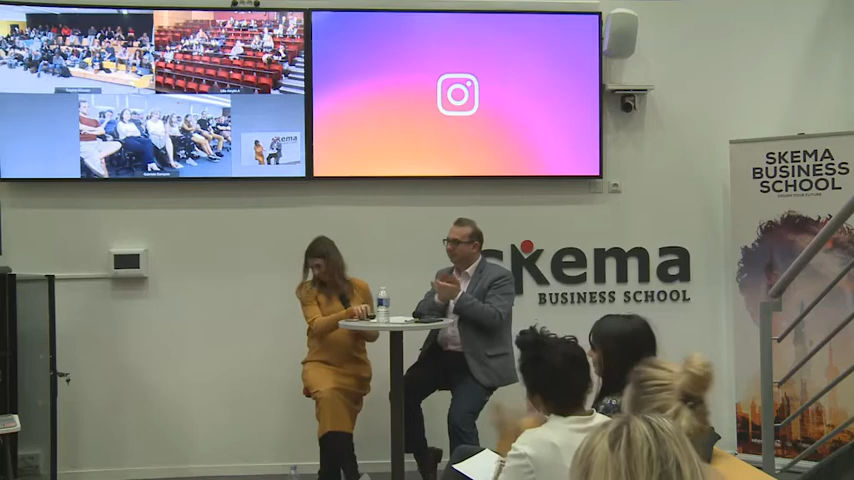 skema
BUSINESS SCHOOL
SKEMA
BUSINESS
SCHOOL